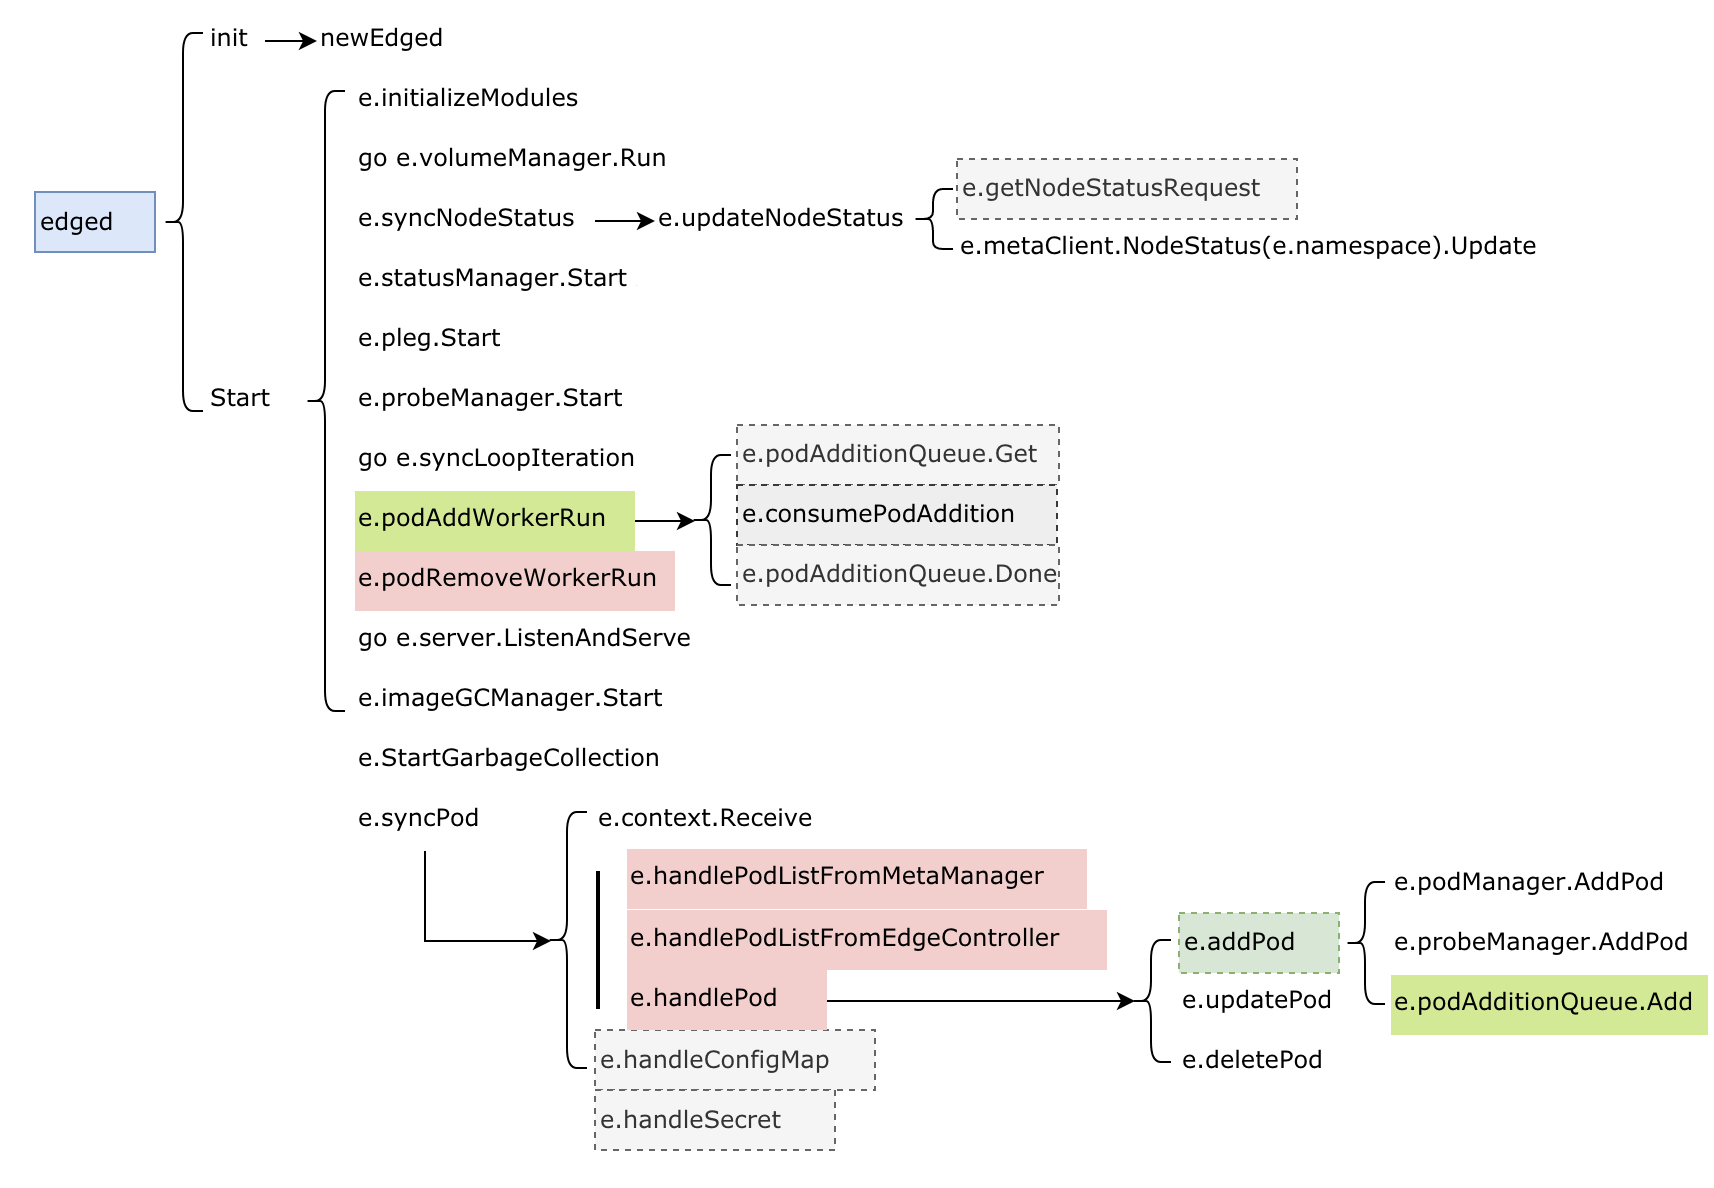 init
newEdged
e.initializeModules
go e.volumeManager.Run
e.getNodeStatusRequest
edged
e.syncNodeStatus
e.updateNodeStatus
e.metaClient.NodeStatus(e.namespace).Update
e.statusManager.Start
e.pleg.Start
Start
e.probeManager.Start
go e.syncLoopIteration
e.podAdditionQueue.Get
e.podAddWorkerRun
e.consumePodAddition
e.podRemoveWorkerRun
e.podAdditionQueue.Done
go e.server.ListenAndServe
e.imageGCManager.Start
e.StartGarbageCollection
e.syncPod
e.context.Receive
e.handlePodListFromMetaManager
e.podManager.AddPod
e.handlePodListFromEdgeController
e.addPod
e.probeManager.AddPod
e.handlePod
e.updatePod
e.podAdditionQueue.Add
e.handleConfigMap
e.deletePod
e.handleSecret